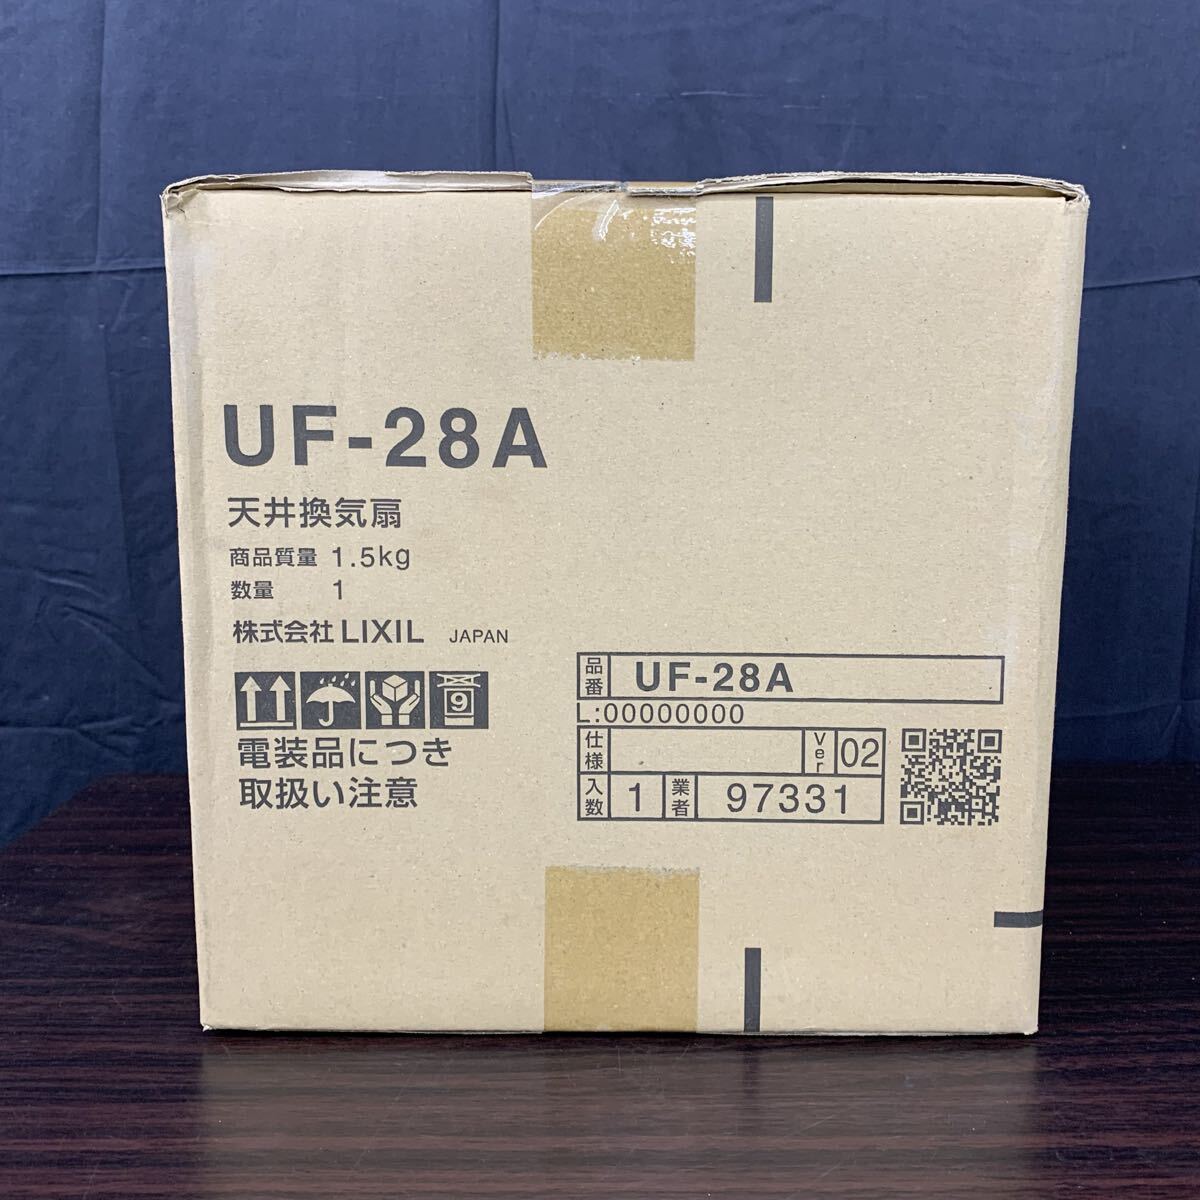 UF-28A
天井換気扇
商品質量 1.5kg
数量 1
株式会社 LIXIL JAPAN
9
電装品につき
取扱い注意
品番 UF-28A
L:00000000
仕様 Ver 02
入数 1 業者 97331